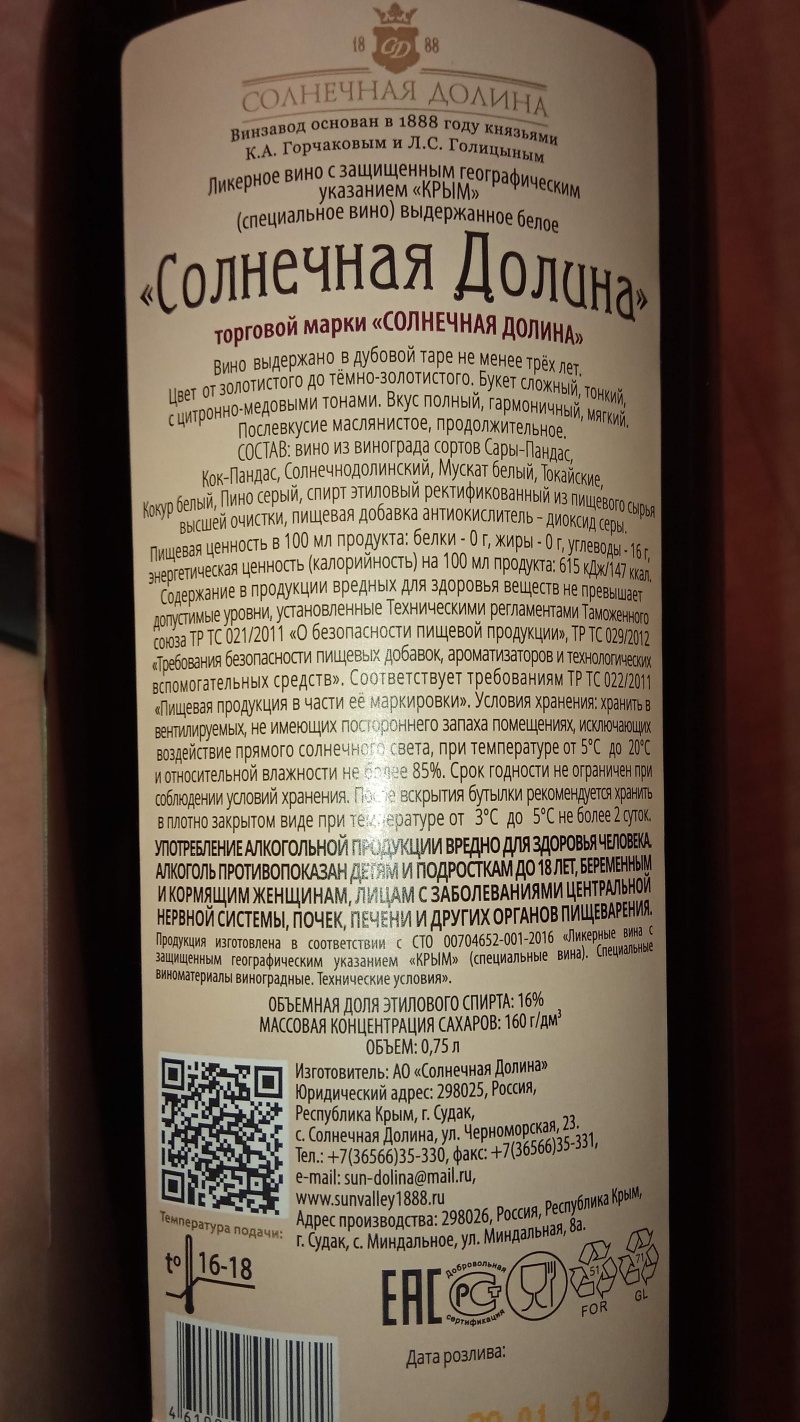 18 СД 88
СОЛНЕЧНАЯ ДОЛИНА
Винзавод основан в 1888 году князьями
К.А. Горчаковым и Л.С. Голицыным
Ликерное вино с защищенным географическим
указанием «КРЫМ»
(специальное вино) выдержанное белое
«Солнечная Долина»
торговой марки «СОЛНЕЧНАЯ ДОЛИНА»
Вино выдержано в дубовой таре не менее трёх лет.
Цвет от золотистого до тёмно-золотистого. Букет сложный, тонкий,
с цитронно-медовыми тонами. Вкус полный, гармоничный, мягкий.
Послевкусие маслянистое, продолжительное.
СОСТАВ: вино из винограда сортов Сары-Пандас,
Кок-Пандас, Солнечнодолинский, Мускат белый, Токайские,
Кокур белый, Пино серый, спирт этиловый ректификованный из пищевого сырья
высшей очистки, пищевая добавка антиокислитель – диоксид серы.
Пищевая ценность в 100 мл продукта: белки - 0 г, жиры - 0 г, углеводы - 16 г,
энергетическая ценность (калорийность) на 100 мл продукта: 615 кДж/147 ккал.
Содержание в продукции вредных для здоровья веществ не превышает
допустимые уровни, установленные Техническими регламентами Таможенного
союза ТР ТС 021/2011 «О безопасности пищевой продукции», ТР ТС 029/2012
«Требования безопасности пищевых добавок, ароматизаторов и технологических
вспомогательных средств». Соответствует требованиям ТР ТС 022/2011
«Пищевая продукция в части её маркировки». Условия хранения: хранить в
вентилируемых, не имеющих постороннего запаха помещениях, исключающих
воздействие прямого солнечного света, при температуре от 5°С до 20°С
и относительной влажности не более 85%. Срок годности не ограничен при
соблюдении условий хранения. После вскрытия бутылки рекомендуется хранить
в плотно закрытом виде при температуре от 3°С до 5°С не более 2 суток.
УПОТРЕБЛЕНИЕ АЛКОГОЛЬНОЙ ПРОДУКЦИИ ВРЕДНО ДЛЯ ЗДОРОВЬЯ ЧЕЛОВЕКА.
АЛКОГОЛЬ ПРОТИВОПОКАЗАН ДЕТЯМ И ПОДРОСТКАМ ДО 18 ЛЕТ, БЕРЕМЕННЫМ
И КОРМЯЩИМ ЖЕНЩИНАМ, ЛИЦАМ С ЗАБОЛЕВАНИЯМИ ЦЕНТРАЛЬНОЙ
НЕРВНОЙ СИСТЕМЫ, ПОЧЕК, ПЕЧЕНИ И ДРУГИХ ОРГАНОВ ПИЩЕВАРЕНИЯ.
Продукция изготовлена в соответствии с СТО 00704652-001-2016 «Ликерные вина с
защищенным географическим указанием «КРЫМ» (специальные вина). Специальные
виноматериалы виноградные. Технические условия».
ОБЪЕМНАЯ ДОЛЯ ЭТИЛОВОГО СПИРТА: 16%
МАССОВАЯ КОНЦЕНТРАЦИЯ САХАРОВ: 160 г/дм³
ОБЪЕМ: 0,75 л
Изготовитель: АО «Солнечная Долина»
Юридический адрес: 298025, Россия,
Республика Крым, г. Судак,
с. Солнечная Долина, ул. Черноморская, 23.
Тел.: +7(36566)35-330, факс: +7(36566)35-331,
e-mail: sun-dolina@mail.ru,
www.sunvalley1888.ru
Адрес производства: 298026, Россия, Республика Крым,
г. Судак, с. Миндальное, ул. Миндальная, 8а.
Температура подачи:
t° 16-18
ЕАС
Добровольная
РСТ
сертификация
51
FOR
71
GL
Дата розлива: